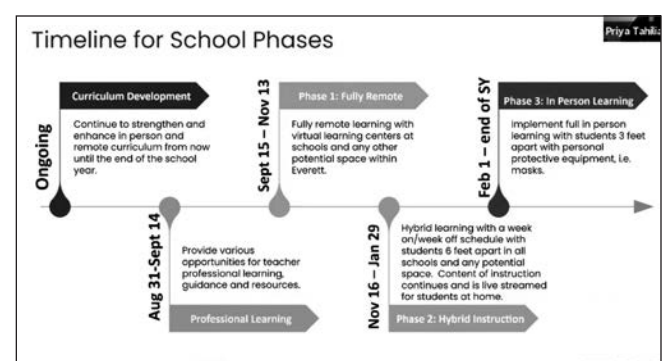 Timeline for School Phases
Priya Tahilia
Ongoing
Curriculum Development
Continue to strengthen and
enhance in person and
remote curriculum from now
until the end of the school
year.
Aug 31-Sept 14
Provide various
opportunities for teacher
professional learning,
guidance and resources.
Professional Learning
Sept 15 – Nov 13
Phase 1: Fully Remote
Fully remote learning with
virtual learning centers at
schools and any other
potential space within
Everett.
Nov 16 – Jan 29
Hybrid learning with a week
on/week off schedule with
students 6 feet apart in all
schools and any potential
space. Content of instruction
continues and is live streamed
for students at home.
Phase 2: Hybrid Instruction
Feb 1 – end of SY
Phase 3: In Person Learning
Implement full in person
learning with students 3 feet
apart with personal
protective equipment, i.e.
masks.